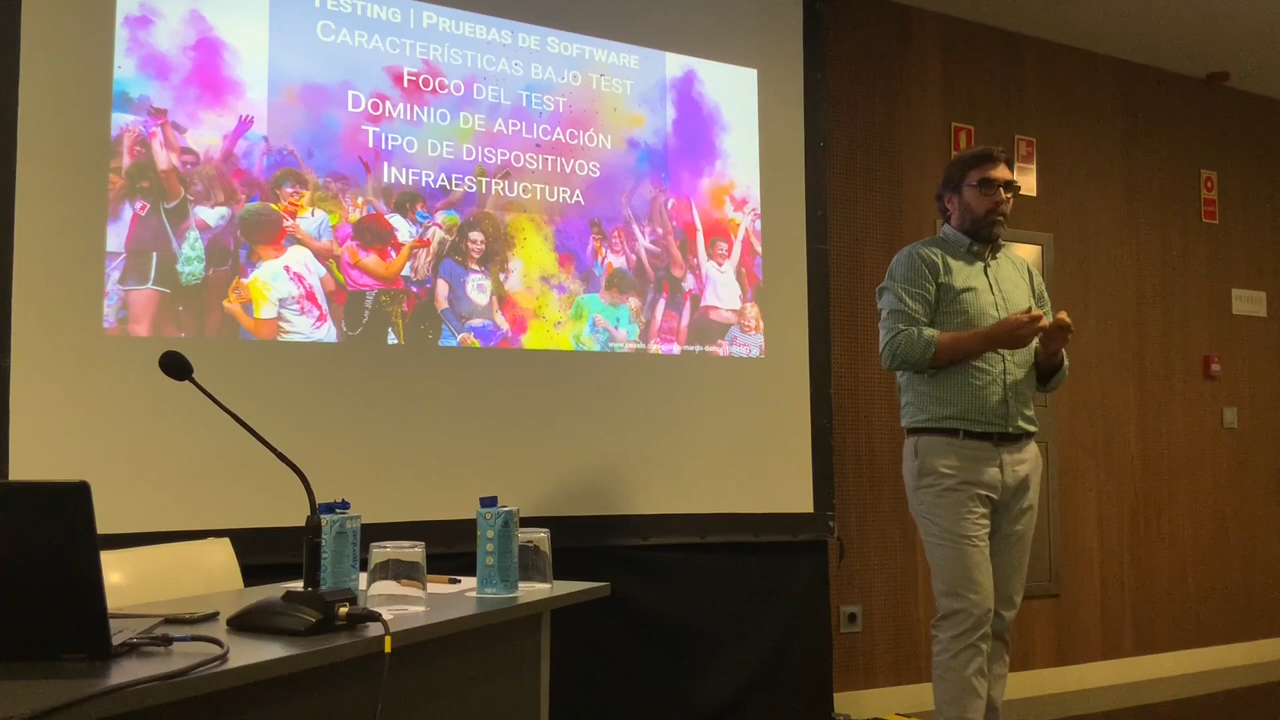 TESTING | PRUEBAS DE SOFTWARE
CARACTERÍSTICAS BAJO TEST
FOCO DEL TEST
DOMINIO DE APLICACIÓN
TIPO DE DISPOSITIVOS
INFRAESTRUCTURA